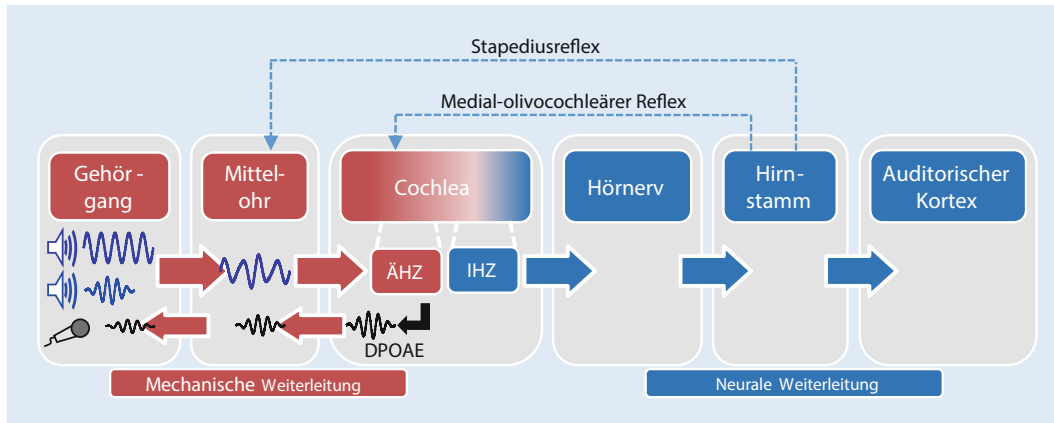 Stapediusreflex
Medial-olivocochleärer Reflex
Gehör -
gang
Mittel-
ohr
Cochlea
Hörnerv
Hirn-
stamm
Auditorischer
Kortex
ÄHZ
IHZ
DPOAE
Mechanische Weiterleitung
Neurale Weiterleitung